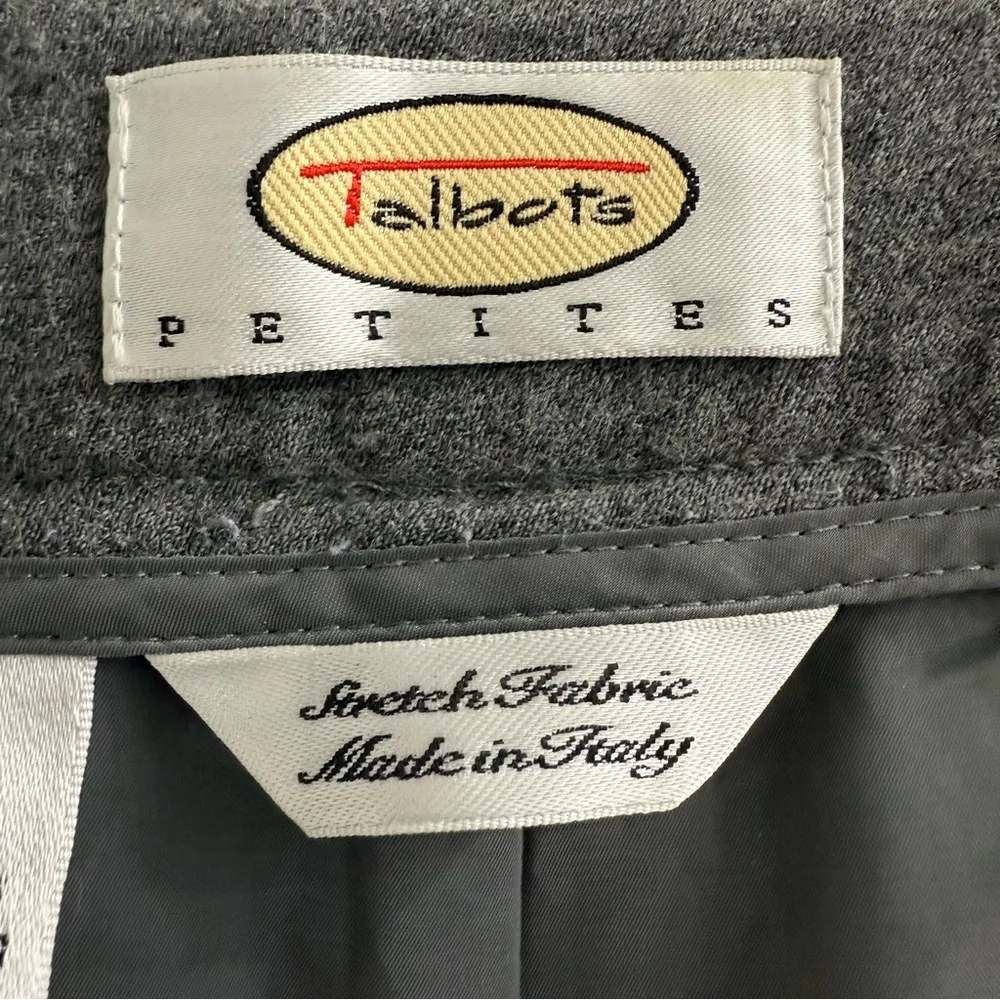 Talbots
PETITES
Stretch Fabric
Made in Italy